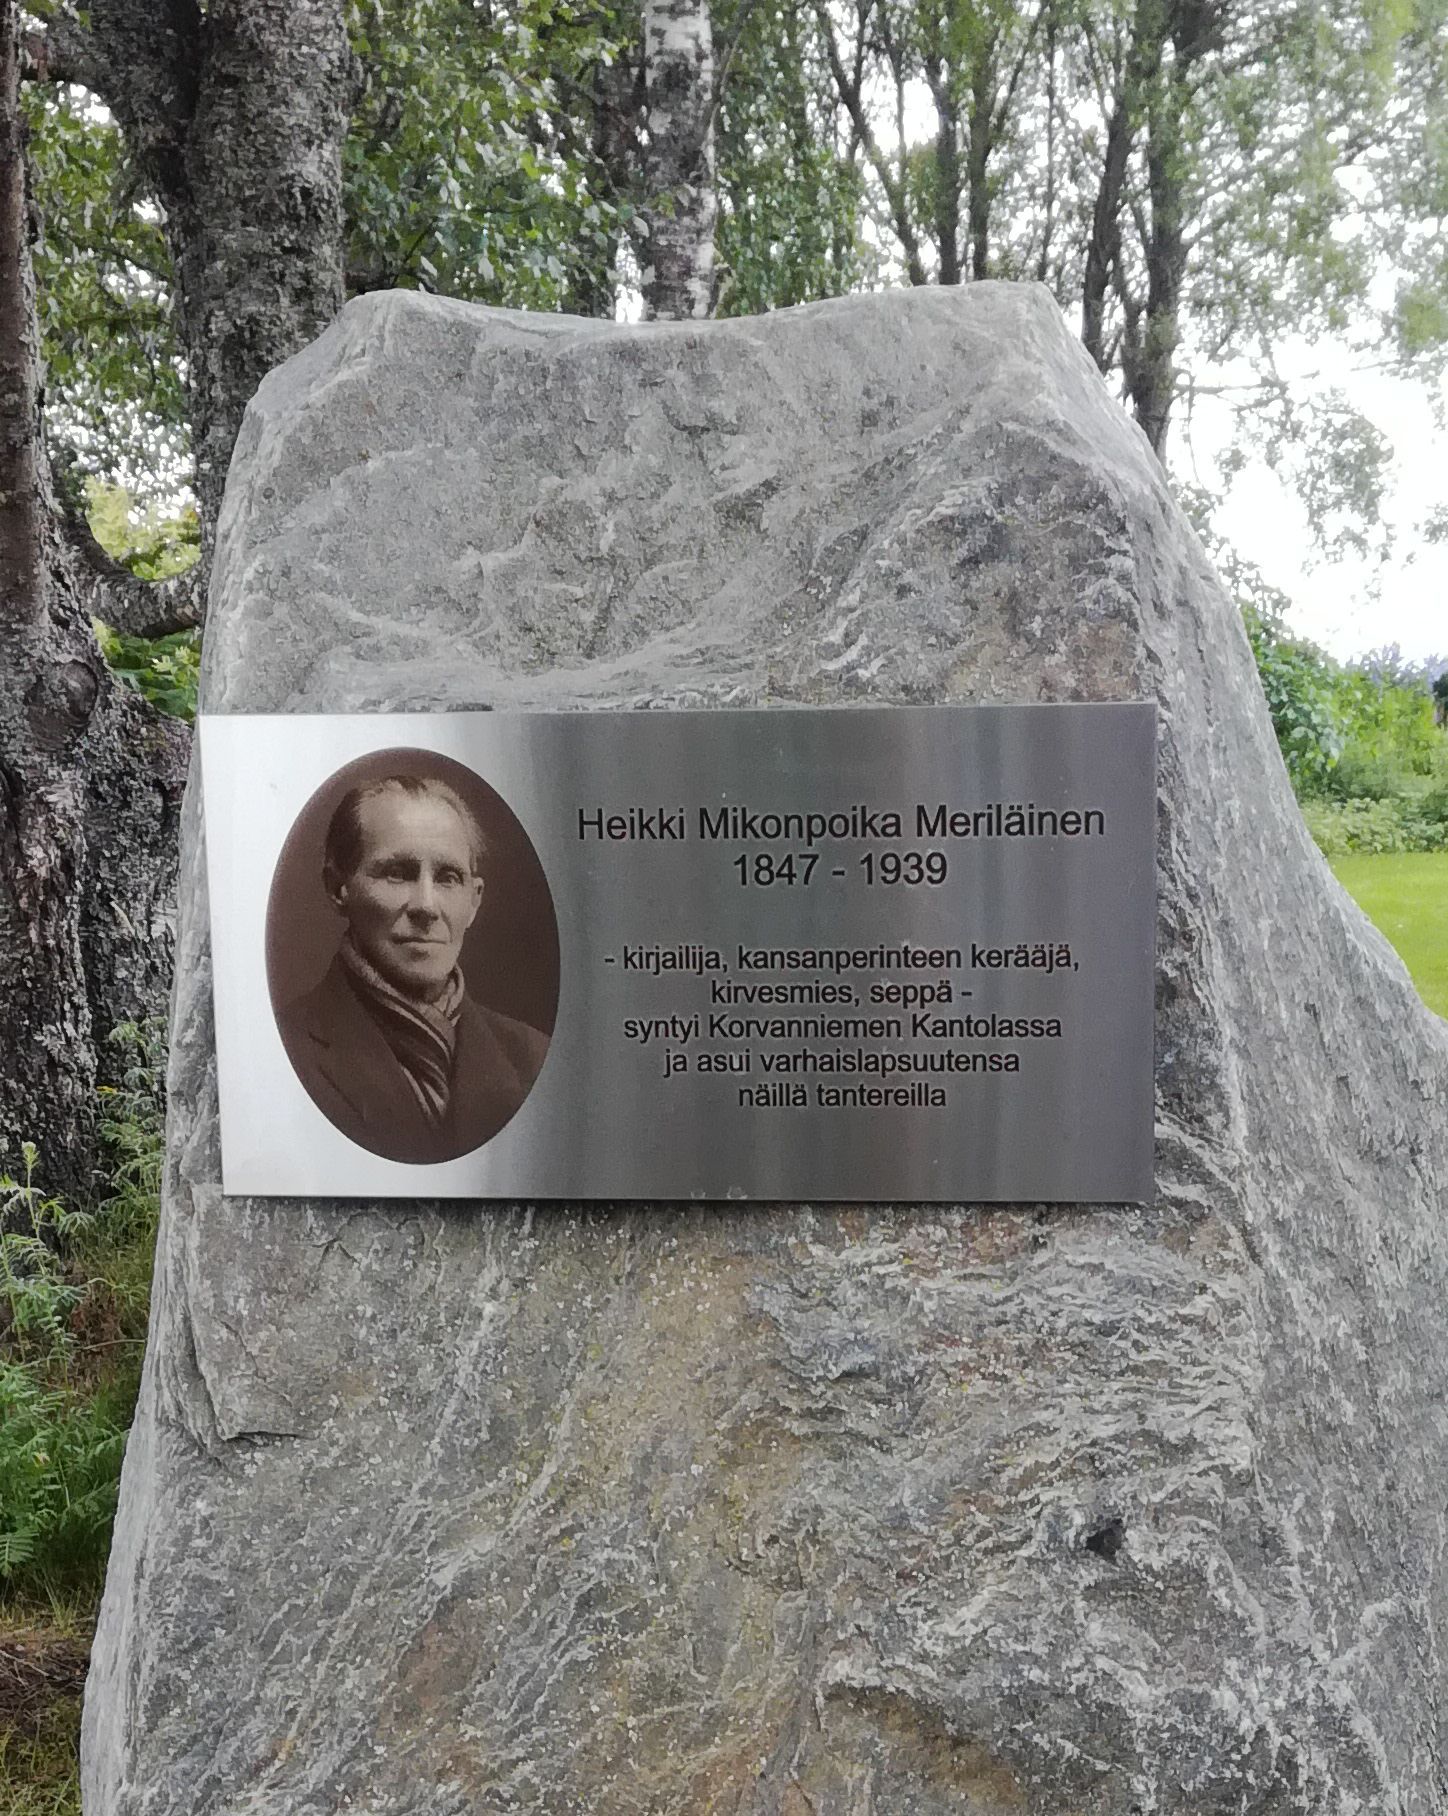 Heikki Mikonpoika Meriläinen
1847 - 1939
- kirjailija, kansanperinteen kerääjä,
kirvesmies, seppä -
syntyi Korvanniemen Kantolassa
ja asui varhaislapsuutensa
näillä tantereilla